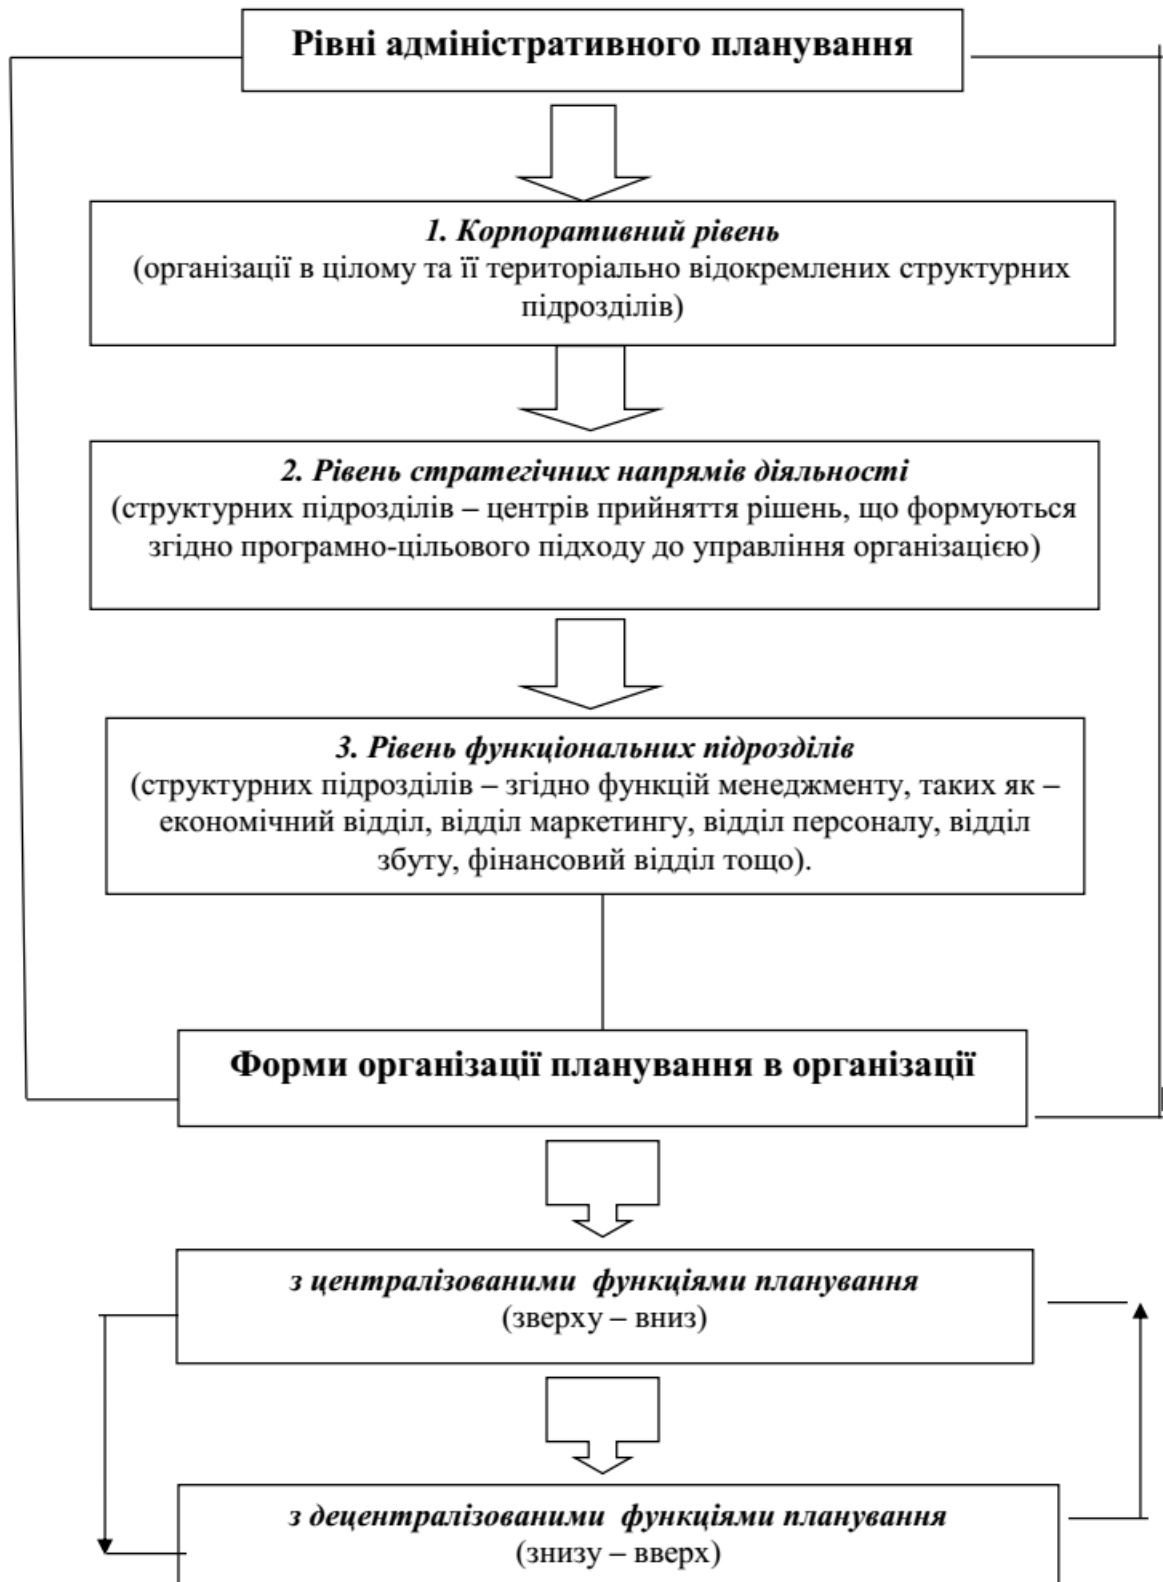 Рівні адміністративного планування
1. Корпоративний рівень
(організації в цілому та її територіально відокремлених структурних
підрозділів)
2. Рівень стратегічних напрямів діяльності
(структурних підрозділів – центрів прийняття рішень, що формуються
згідно програмно-цільового підходу до управління організацією)
3. Рівень функціональних підрозділів
(структурних підрозділів – згідно функцій менеджменту, таких як –
економічний відділ, відділ маркетингу, відділ персоналу, відділ
збуту, фінансовий відділ тощо).
Форми організації планування в організації
з централізованими функціями планування
(зверху – вниз)
з децентралізованими функціями планування
(знизу – вверх)